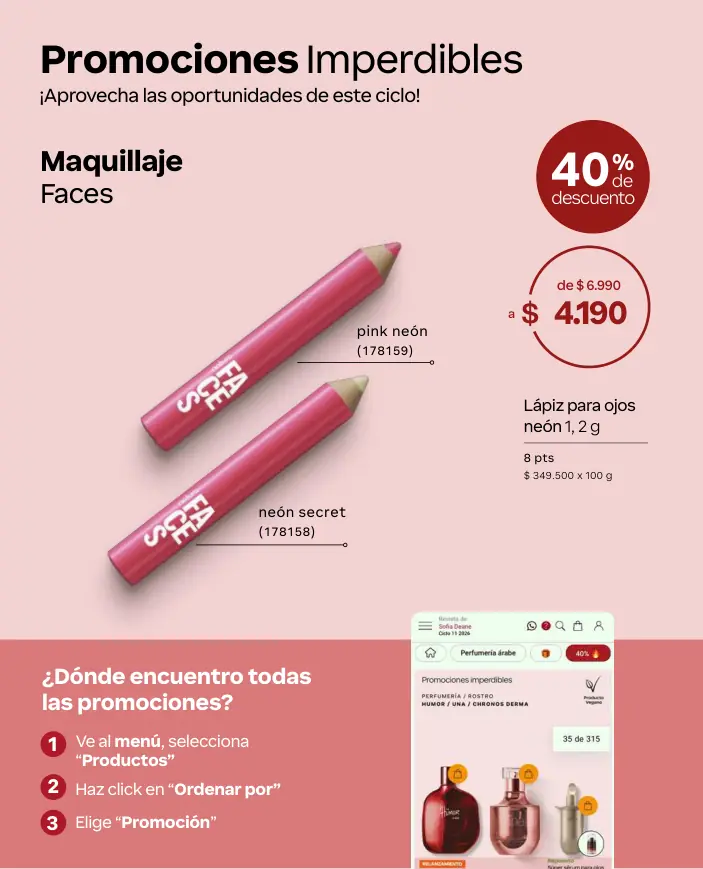 Promociones Imperdibles
¡Aprovecha las oportunidades de este ciclo!
Maquillaje
Faces
40% de
descuento
de $ 6.990
a $ 4.190
pink neón
(178159)
FACES
Lápiz para ojos
neón 1, 2 g
8 pts
$ 349.500 x 100 g
neón secret
(178158)
FACES
¿Dónde encuentro todas
las promociones?
1 Ve al menú, selecciona
“Productos”
2 Haz click en “Ordenar por”
3 Elige “Promoción”
Revista de
Sofía Deane
Ciclo 11 2026
Perfumería árabe
40%
Promociones imperdibles
PERFUMERÍA / ROSTRO
HUMOR / UNA / CHRONOS DERMA
Producto
Vegano
35 de 315
RELANZAMIENTO